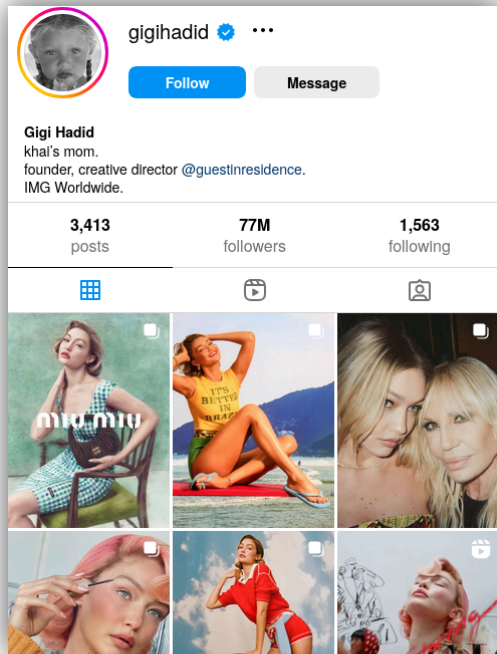 gigihadid
Follow
Message
Gigi Hadid
khai's mom.
founder, creative director @guestinresidence.
IMG Worldwide.
3,413
77M
1,563
posts
followers
following
miu miu
IT'S
BETTER
IN